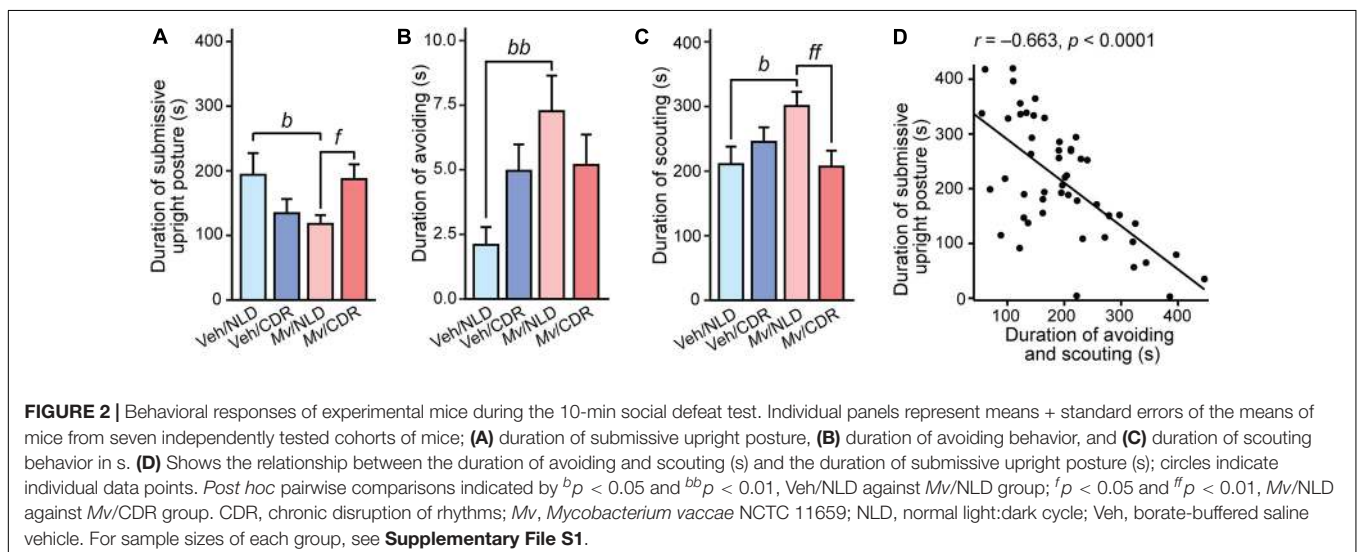 A
Duration of submissive
upright posture (s)
400
300
200
100
0
b
f
Veh/NLD
Veh/CDR
Mv/NLD
Mv/CDR
B
Duration of avoiding (s)
10.0
7.5
5.0
2.5
0.0
bb
Veh/NLD
Veh/CDR
Mv/NLD
Mv/CDR
C
Duration of scouting (s)
400
300
200
100
0
b
ff
Veh/NLD
Veh/CDR
Mv/NLD
Mv/CDR
D
r = –0.663, p < 0.0001
Duration of submissive
upright posture (s)
400
300
200
100
0
100
200
300
400
Duration of avoiding
and scouting (s)
FIGURE 2 | Behavioral responses of experimental mice during the 10-min social defeat test. Individual panels represent means + standard errors of the means of
mice from seven independently tested cohorts of mice; (A) duration of submissive upright posture, (B) duration of avoiding behavior, and (C) duration of scouting
behavior in s. (D) Shows the relationship between the duration of avoiding and scouting (s) and the duration of submissive upright posture (s); circles indicate
individual data points. Post hoc pairwise comparisons indicated by ᵇp < 0.05 and ᵇᵇp < 0.01, Veh/NLD against Mv/NLD group; ᶠp < 0.05 and ᶠᶠp < 0.01, Mv/NLD
against Mv/CDR group. CDR, chronic disruption of rhythms; Mv, Mycobacterium vaccae NCTC 11659; NLD, normal light:dark cycle; Veh, borate-buffered saline
vehicle. For sample sizes of each group, see Supplementary File S1.